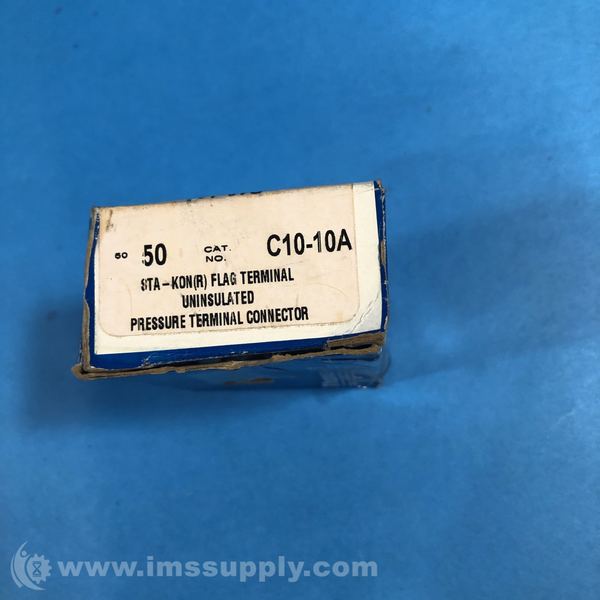 50 50 CAT. NO. C10-10A
STA-KON(R) FLAG TERMINAL
UNINSULATED
PRESSURE TERMINAL CONNECTOR
www.imssupply.com